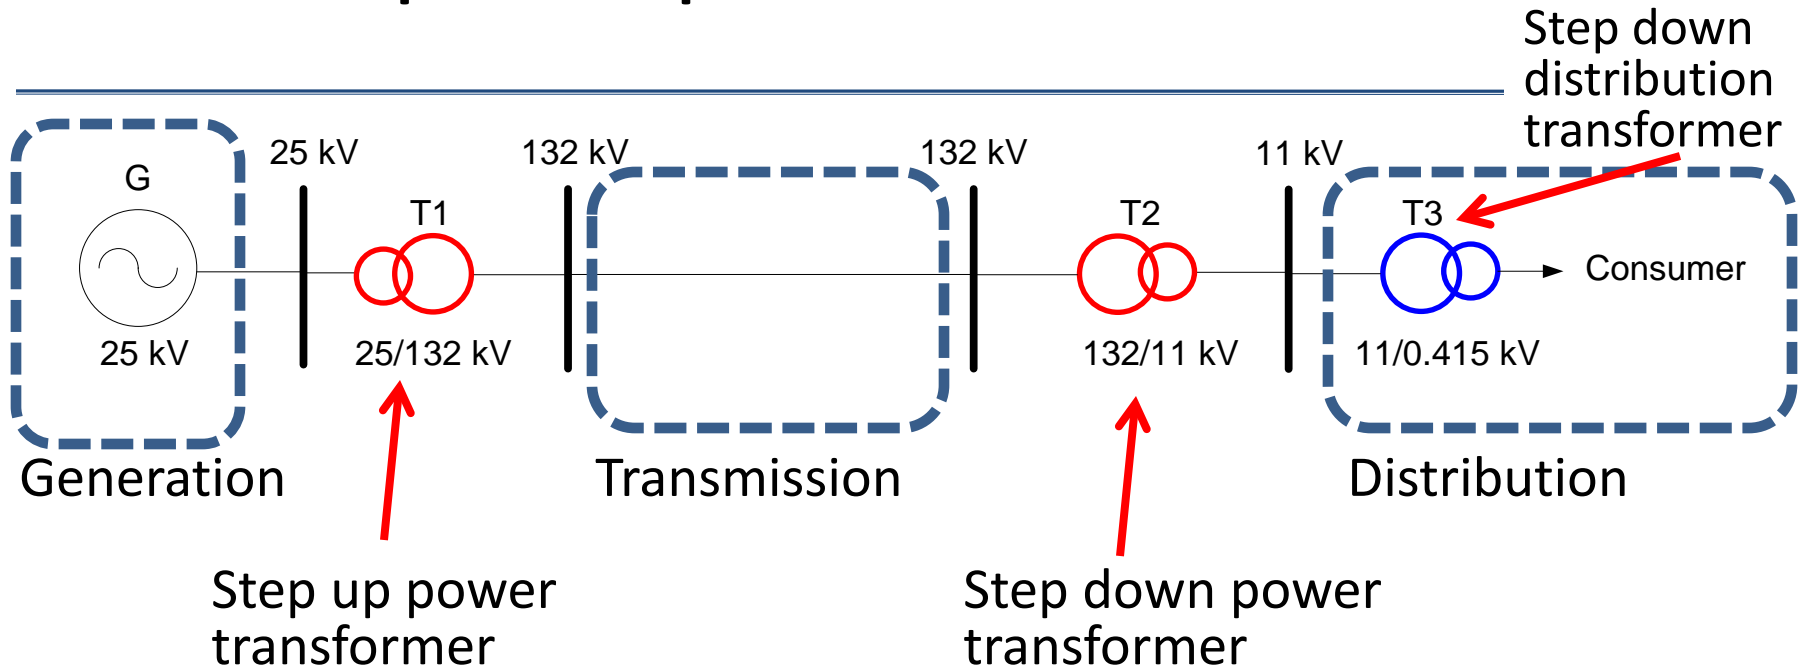 Step down
distribution
transformer
25 kV
132 kV
132 kV
11 kV
G
T1
T2
T3
Consumer
25 kV
25/132 kV
132/11 kV
11/0.415 kV
Generation
Transmission
Distribution
Step up power
transformer
Step down power
transformer